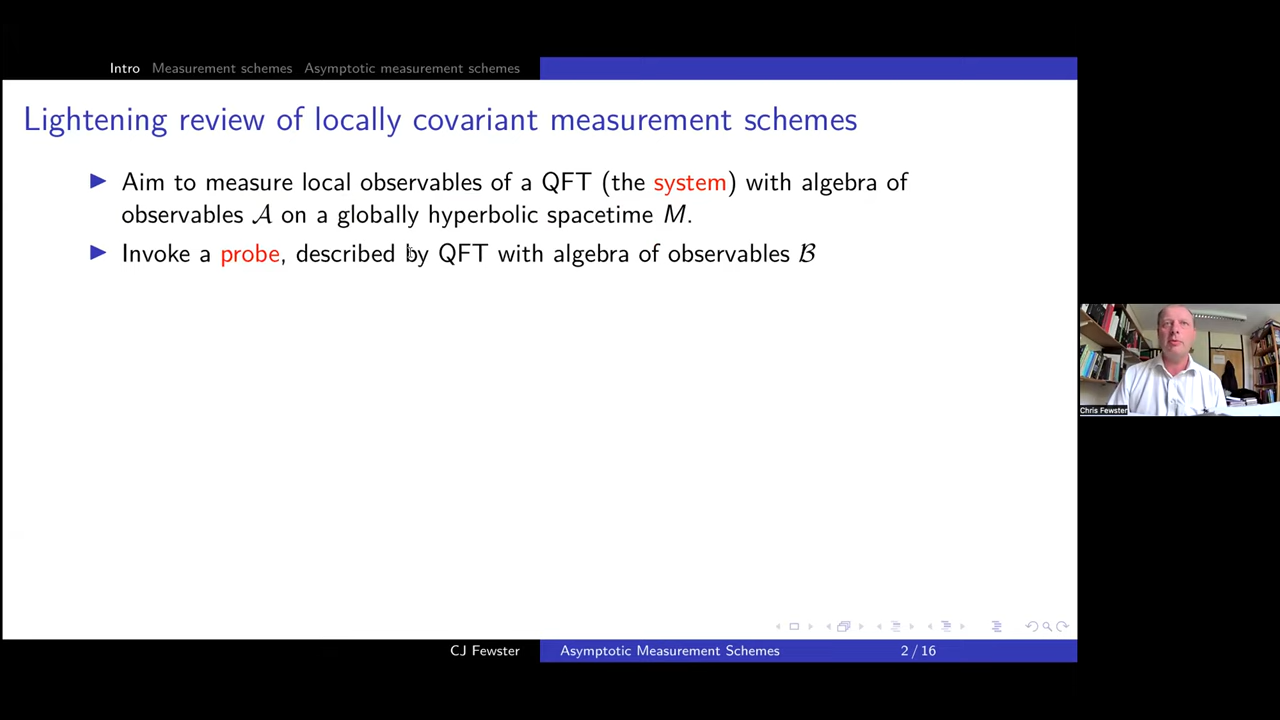 Intro Measurement schemes Asymptotic measurement schemes
Lightening review of locally covariant measurement schemes
Aim to measure local observables of a QFT (the system) with algebra of
observables 𝒜 on a globally hyperbolic spacetime M.
Invoke a probe, described by QFT with algebra of observables ℬ
Chris Fewster
CJ Fewster Asymptotic Measurement Schemes 2 / 16